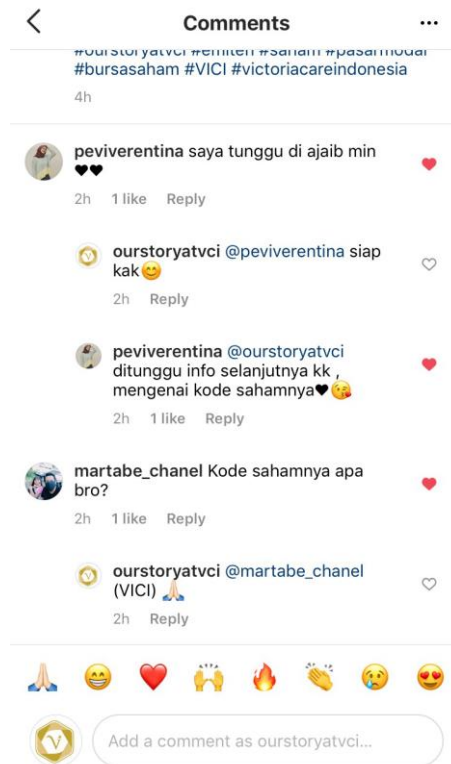 Comments
#ourstoryatvci #emiten #saham #pasarmodal
#bursasaham #VICI #victoriacareindonesia
4h
peviverentina saya tunggu di ajaib min
🖤🖤
2h 1 like Reply
ourstoryatvci @peviverentina siap
kak😊
2h Reply
peviverentina @ourstoryatvci
ditunggu info selanjutnya kk ,
mengenai kode sahamnya🖤😘
2h 1 like Reply
martabe_chanel Kode sahamnya apa
bro?
2h 1 like Reply
ourstoryatvci @martabe_chanel
(VICI) 🙏🏻
2h Reply
Add a comment as ourstoryatvci...